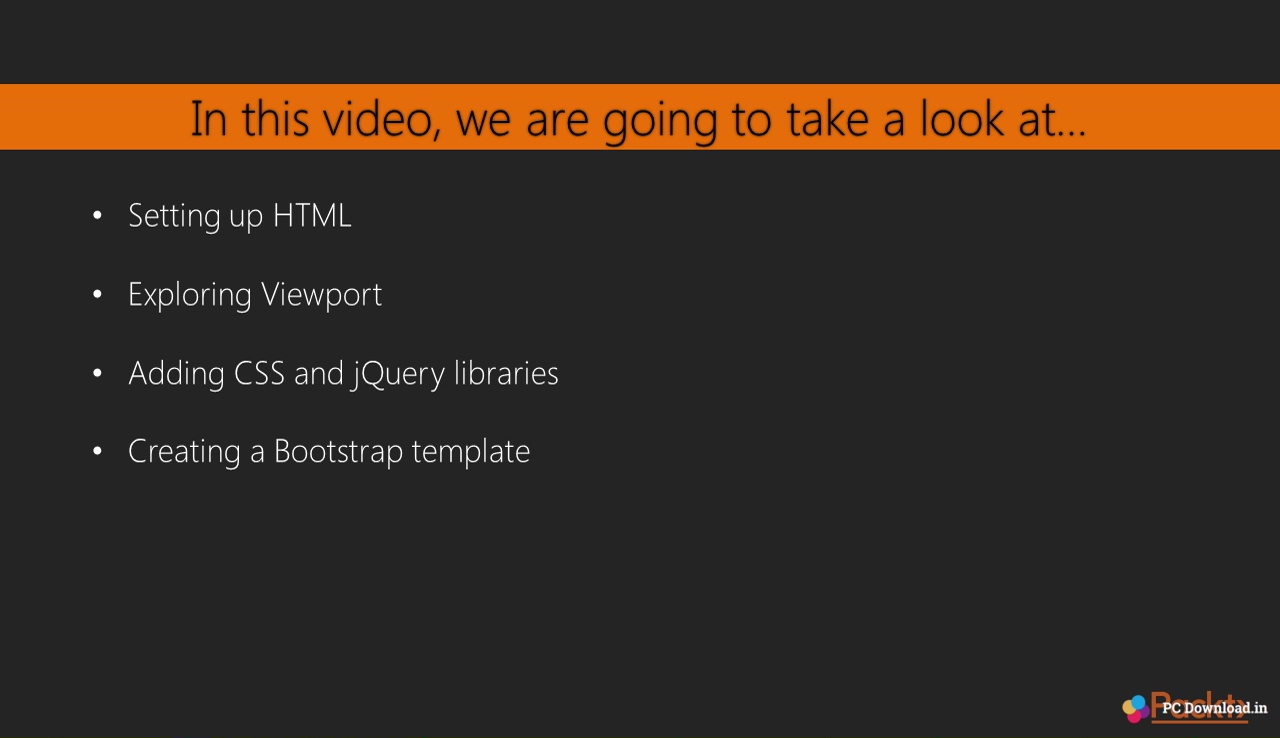 In this video, we are going to take a look at...
• Setting up HTML
• Exploring Viewport
• Adding CSS and jQuery libraries
• Creating a Bootstrap template
Packt>
PC Download.in